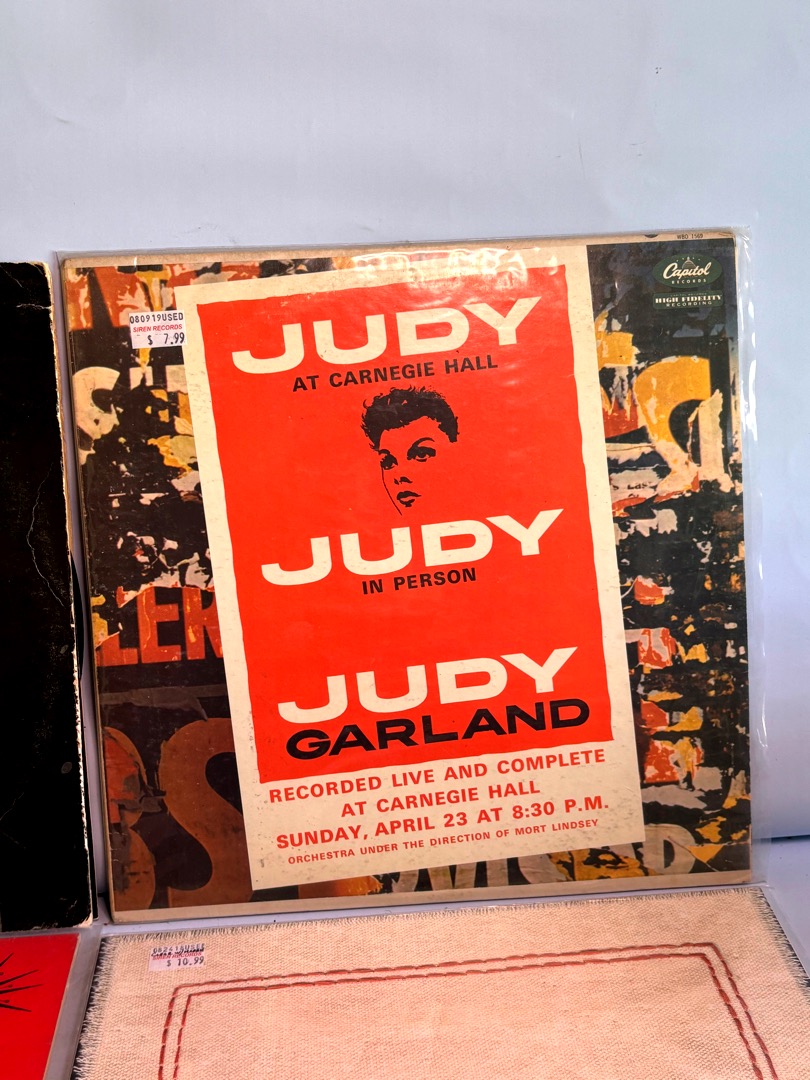 WBO 1569
Capitol
RECORDS
HIGH FIDELITY
RECORDING
080919USED
SIREN RECORDS
$ 7.99
JUDY
AT CARNEGIE HALL
JUDY
IN PERSON
JUDY
GARLAND
RECORDED LIVE AND COMPLETE
AT CARNEGIE HALL
SUNDAY, APRIL 23 AT 8:30 P.M.
ORCHESTRA UNDER THE DIRECTION OF MORT LINDSEY
LER
$ 10.99